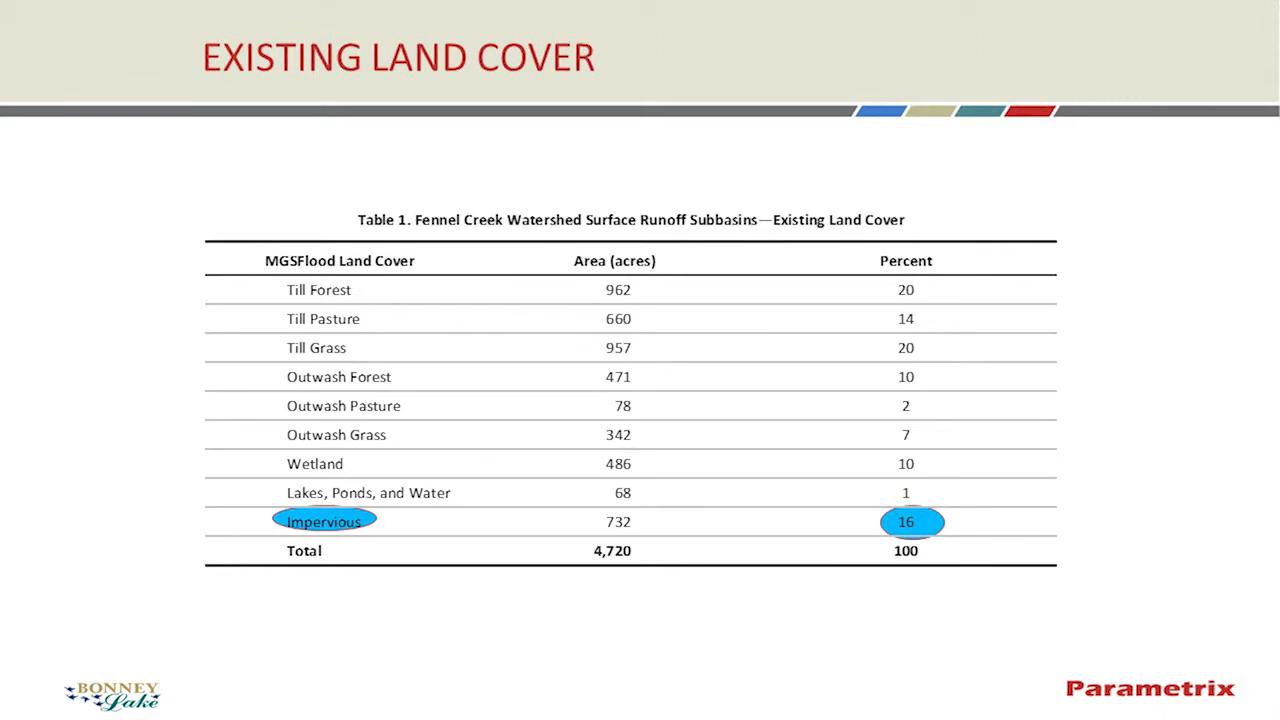 EXISTING LAND COVER
Table 1. Fennel Creek Watershed Surface Runoff Subbasins—Existing Land Cover
MGSFlood Land Cover Area (acres) Percent
Till Forest 962 20
Till Pasture 660 14
Till Grass 957 20
Outwash Forest 471 10
Outwash Pasture 78 2
Outwash Grass 342 7
Wetland 486 10
Lakes, Ponds, and Water 68 1
Impervious 732 16
Total 4,720 100
BONNEY
Lake
Parametrix